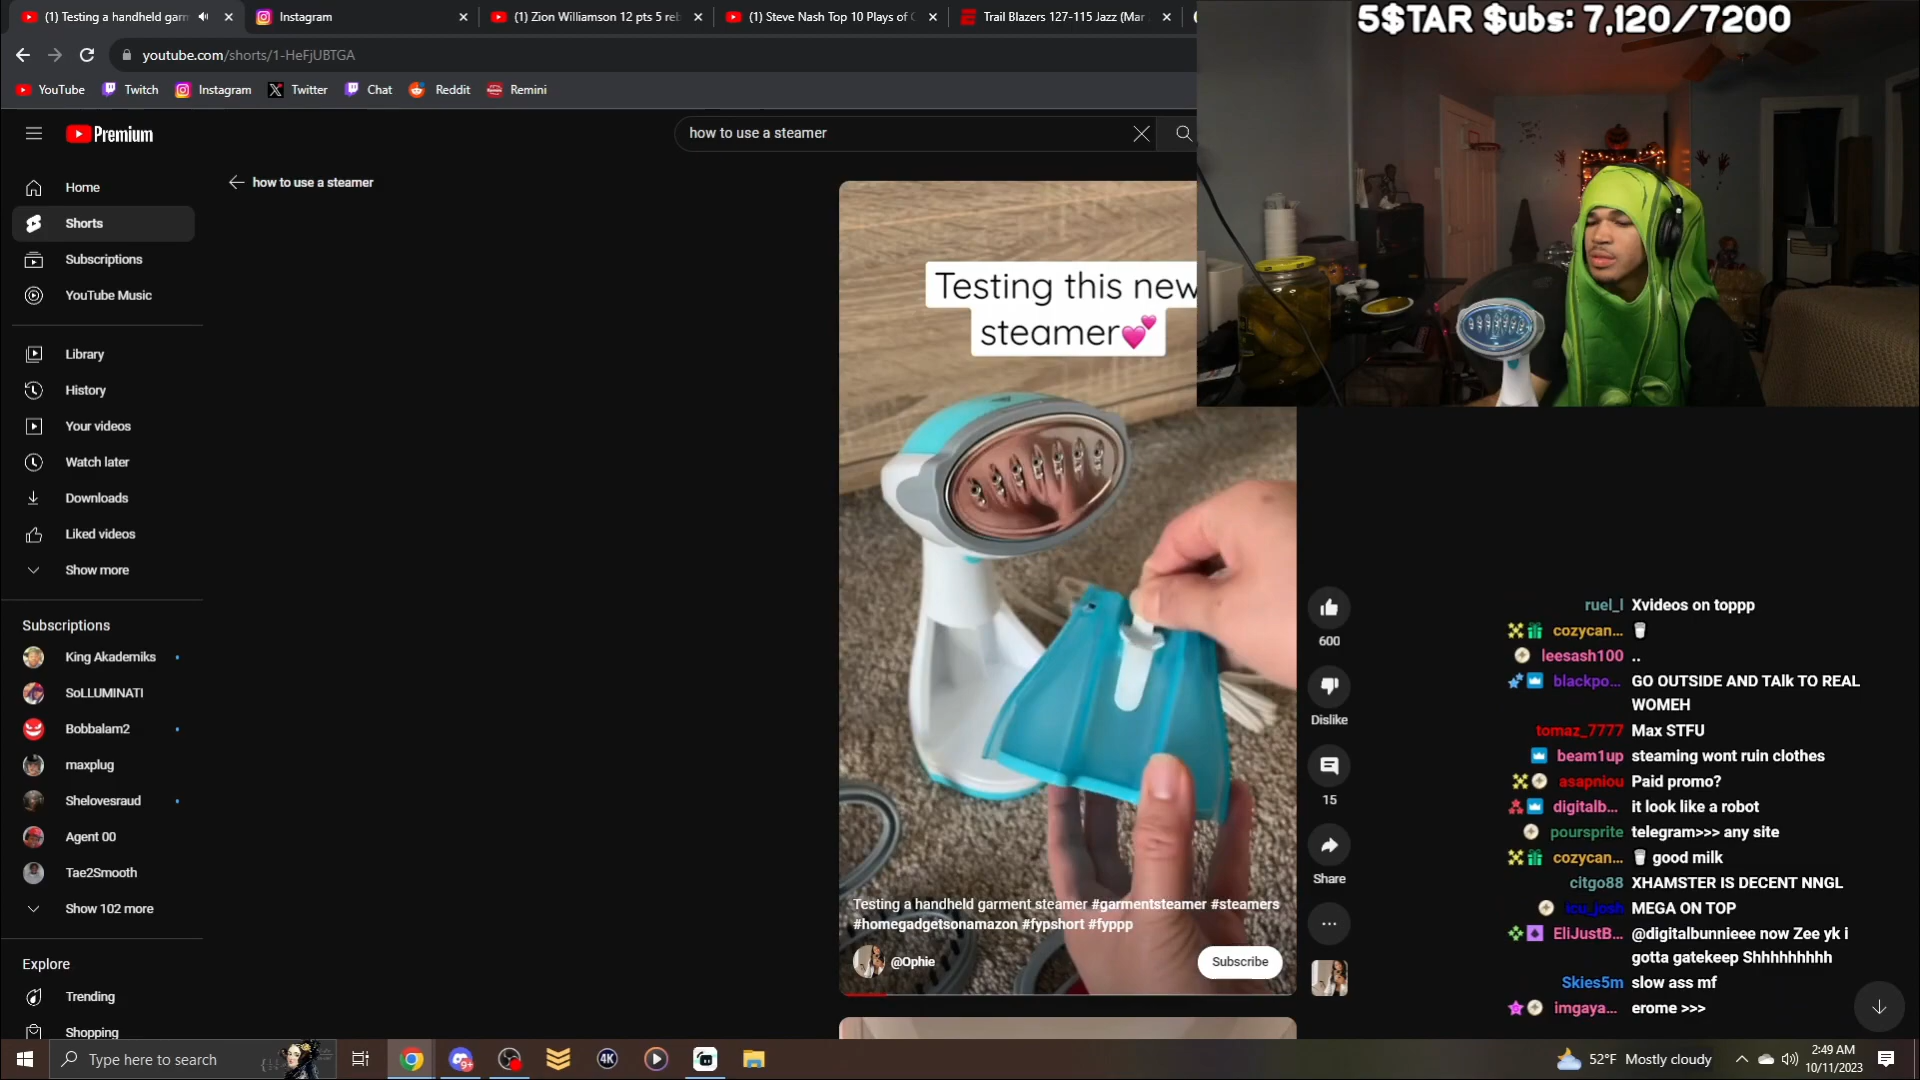 (1) Testing a handheld garm
Instagram
(1) Zion Williamson 12 pts 5 reb
(1) Steve Nash Top 10 Plays of
Trail Blazers 127-115 Jazz (Mar
youtube.com/shorts/1-HeFjUBTGA
YouTube
Twitch
Instagram
Twitter
Chat
Reddit
Remini
Premium
how to use a steamer
how to use a steamer
Home
Shorts
Subscriptions
YouTube Music
Library
History
Your videos
Watch later
Downloads
Liked videos
Show more
Subscriptions
King Akademiks
SoLLUMINATI
Bobbalam2
maxplug
Shelovesraud
Agent 00
Tae2Smooth
Show 102 more
Explore
Trending
Shopping
Testing this new
steamer💕
Testing a handheld garment steamer #garmentsteamer #steamers
#homegadgetsonamazon #fypshort #fyppp
@Ophie
Subscribe
600
Dislike
15
Share
5$TAR $ubs: 7,120/7200
ruel_l Xvideos on toppp
cozycan... 🥛
leesash100 ..
blackpo... GO OUTSIDE AND TAlk TO REAL
WOMEH
tomaz_7777 Max STFU
beam1up steaming wont ruin clothes
asapniou Paid promo?
digitalb... it look like a robot
poursprite telegram>>> any site
cozycan... 🥛 good milk
citgo88 XHAMSTER IS DECENT NNGL
icu_josh MEGA ON TOP
EliJustB... @digitalbunnieee now Zee yk i
gotta gatekeep Shhhhhhhhh
Skies5m slow ass mf
imgaya... erome >>>
Type here to search
9+
4K
52°F Mostly cloudy
2:49 AM
10/11/2023